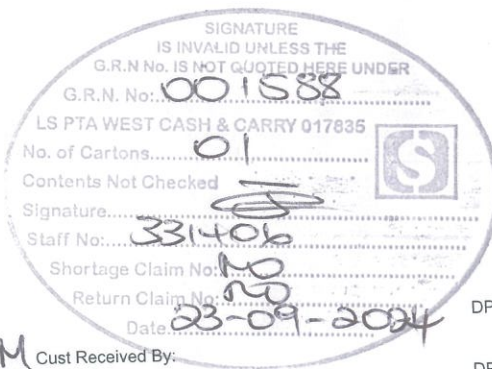 SIGNATURE
IS INVALID UNLESS THE
G.R.N No. IS NOT QUOTED HERE UNDER
G.R.N. No: 001588
LS PTA WEST CASH & CARRY 017835
No. of Cartons 01
Contents Not Checked
Signature
Staff No: 331406
Shortage Claim No: NO
Return Claim No: NO
Date 23-09-2024
DP
M Cust Received By: